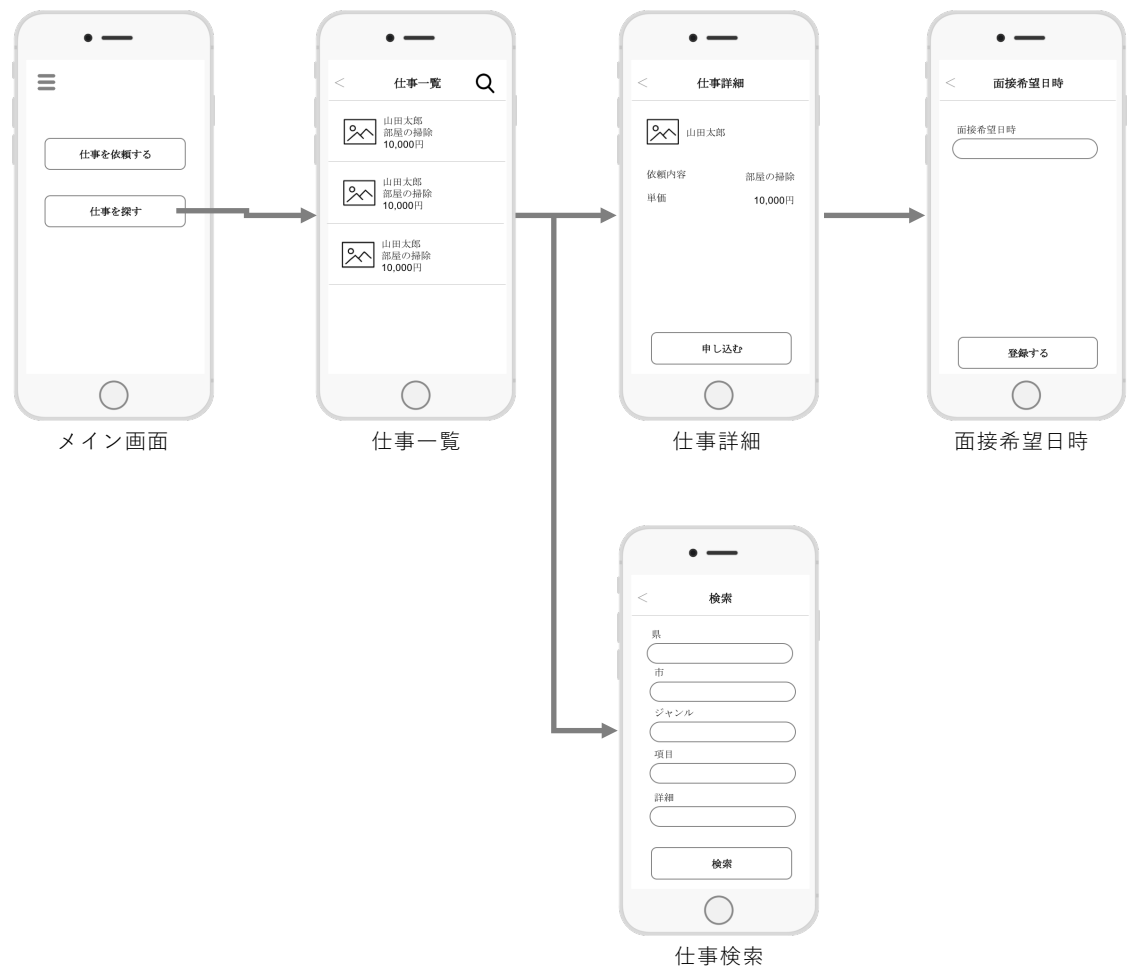 仕事を依頼する
仕事を探す
メイン画面
<
仕事一覧
山田太郎
部屋の掃除
10,000円
山田太郎
部屋の掃除
10,000円
山田太郎
部屋の掃除
10,000円
仕事一覧
<
仕事詳細
山田太郎
依頼内容 部屋の掃除
単価 10,000円
申し込む
仕事詳細
<
面接希望日時
面接希望日時
登録する
面接希望日時
<
検索
県
市
ジャンル
項目
詳細
検索
仕事検索